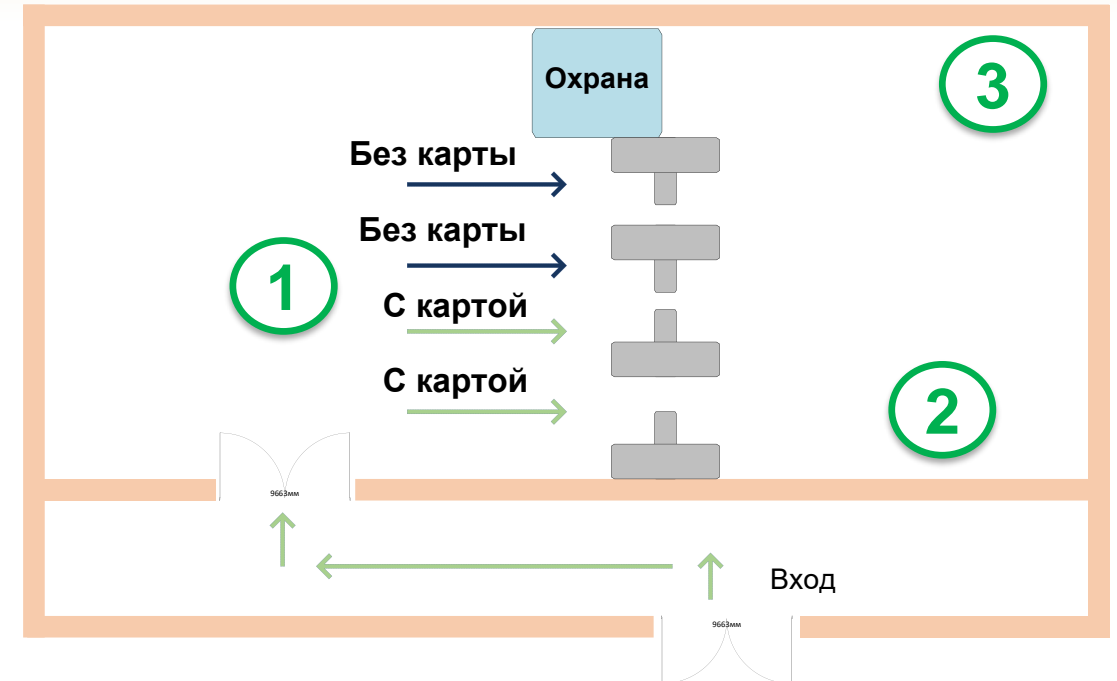 Охрана
3
Без карты
Без карты
1
С картой
С картой
2
9663мм
Вход
9663мм